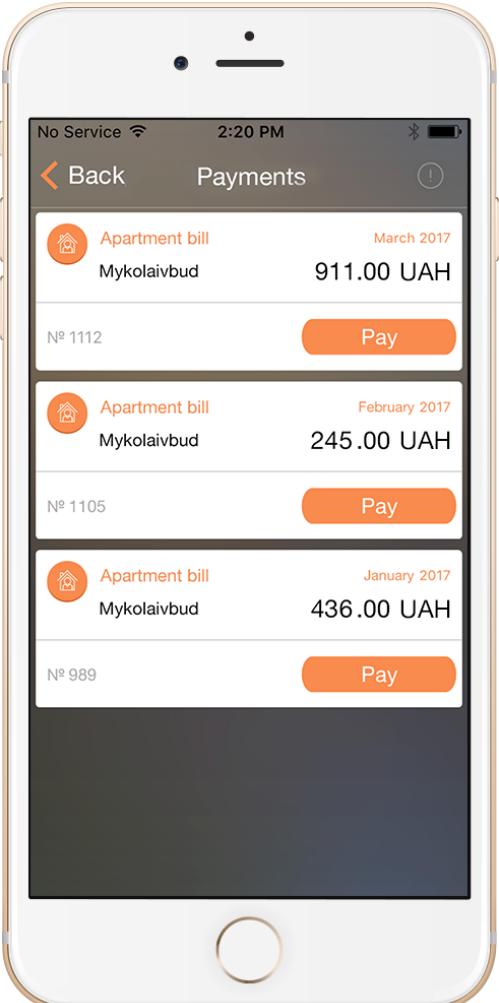 No Service 2:20 PM
Back Payments
Apartment bill March 2017
Mykolaivbud 911.00 UAH
№ 1112 Pay
Apartment bill February 2017
Mykolaivbud 245.00 UAH
№ 1105 Pay
Apartment bill January 2017
Mykolaivbud 436.00 UAH
№ 989 Pay